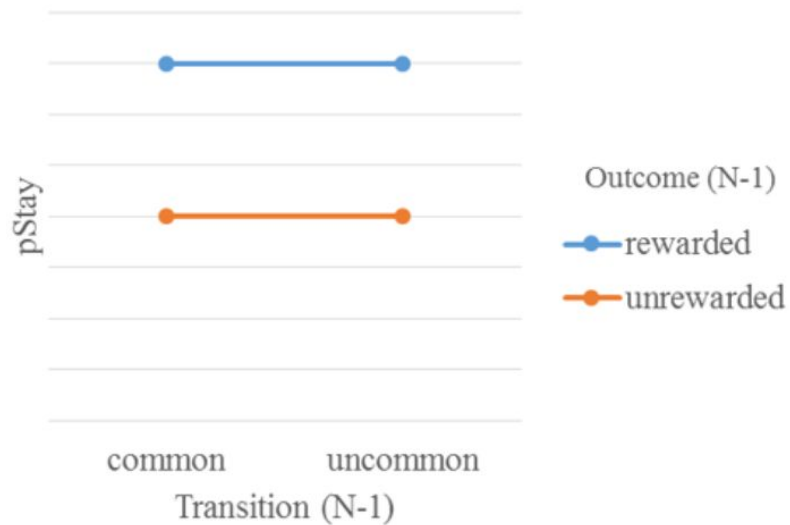 pStay
common
uncommon
Transition (N-1)
Outcome (N-1)
rewarded
unrewarded